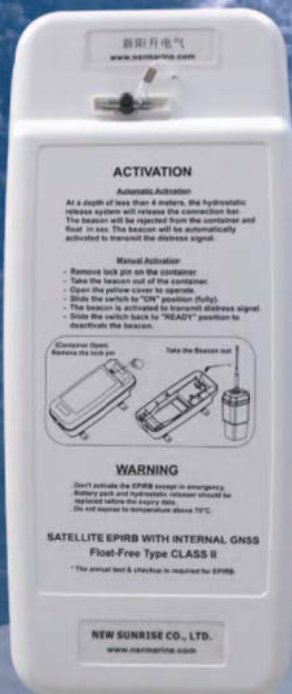 新阳升电气
www.nsrmarine.com
ACTIVATION
Automatic Activation
At a depth of less than 4 meters, the hydrostatic
release system will release the connection bar.
The beacon will be rejected from the container and
float in sea. The beacon will be automatically
activated to transmit the distress signal.
Manual Activation
- Remove lock pin on the container.
- Take the beacon out of the container.
- Open the yellow cover to operate.
- Slide the switch to "ON" position (fully).
- The beacon is activated to transmit distress signal
- Slide the switch back to "READY" position to
deactivate the beacon.
(Container Open)
Remove the lock pin
Take the Beacon out
WARNING
. Don't activate the EPIRB except in emergency.
. Battery pack and hydrostatic releaser should be
replaced before the expiry date.
. Do not expose to temperature above 70°C.
SATELLITE EPIRB WITH INTERNAL GNSS
Float-Free Type CLASS II
* The annual test & checkup is required for EPIRB.
NEW SUNRISE CO., LTD.
www.nsrmarine.com